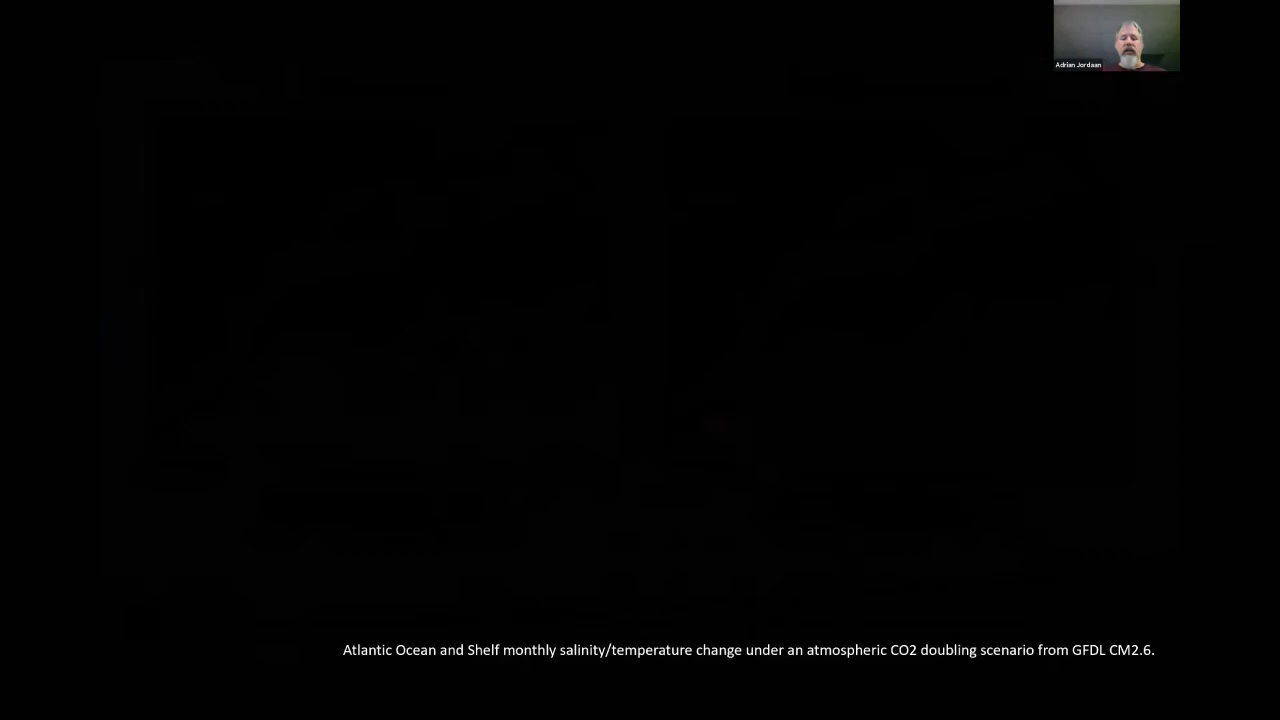 Adrian Jordaan
Atlantic Ocean and Shelf monthly salinity/temperature change under an atmospheric CO2 doubling scenario from GFDL CM2.6.